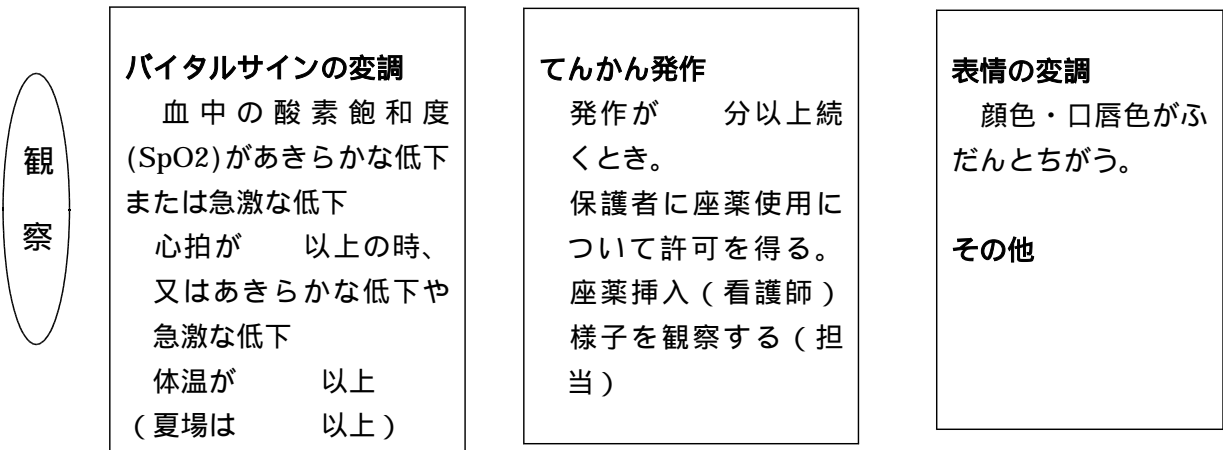 観
察
バイタルサインの変調
血中の酸素飽和度
(SpO2)があきらかな低下
または急激な低下
心拍が　　以上の時、
又はあきらかな低下や
急激な低下
体温が　　　以上
（夏場は　　　以上）
てんかん発作
発作が　　分以上続
くとき。
保護者に座薬使用に
ついて許可を得る。
座薬挿入（看護師）
様子を観察する（担
当）
表情の変調
顔色・口唇色がふ
だんとちがう。
その他